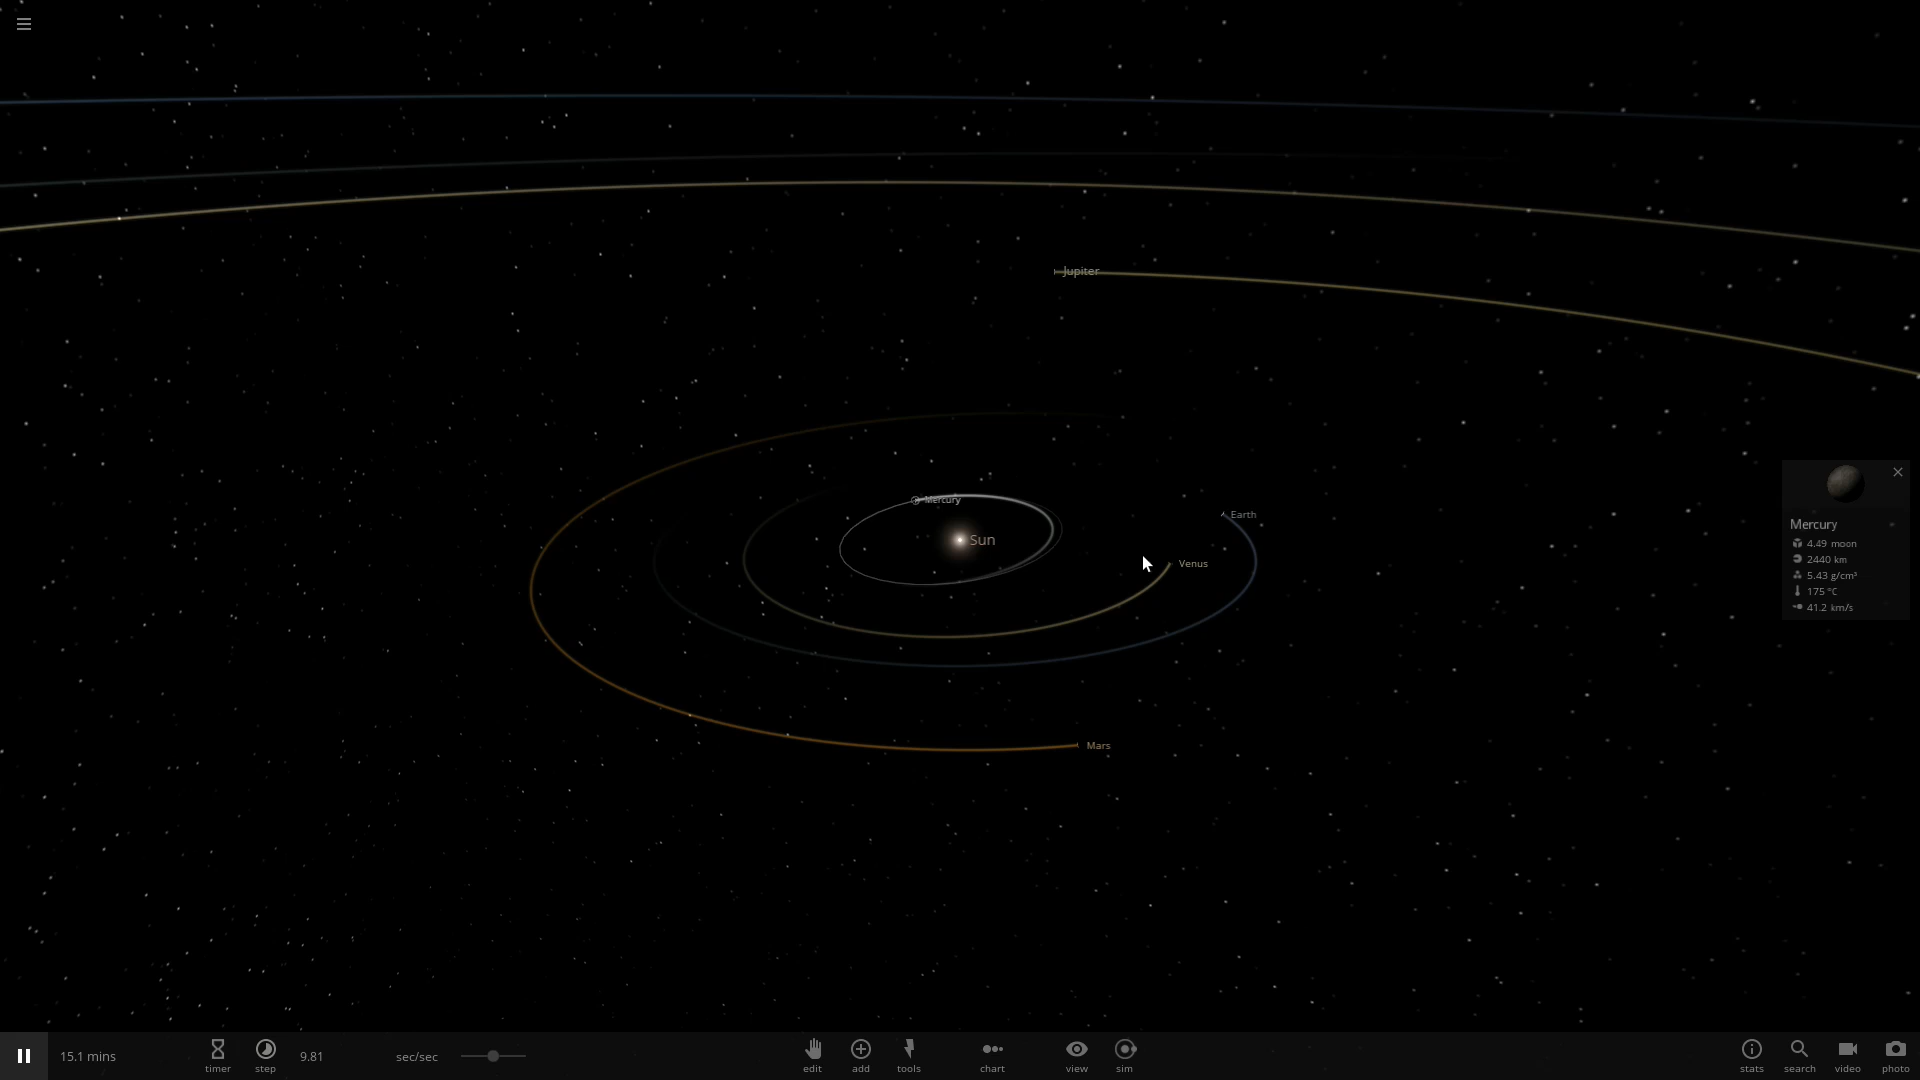 Jupiter
Mercury
Sun
Earth
Venus
Mars
Mercury
4.49 moon
2440 km
5.43 g/cm³
175 °C
41.2 km/s
15.1 mins
timer
step
9.81
sec/sec
edit
add
tools
chart
view
sim
stats
search
video
photo